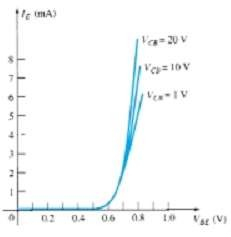 I_E (mA)
V_CB = 20 V
8
V_CB = 10 V
7
6
V_CB = 1 V
5
4
3
2
1
0 0.2 0.4 0.6 0.8 1.0 V_BE (V)